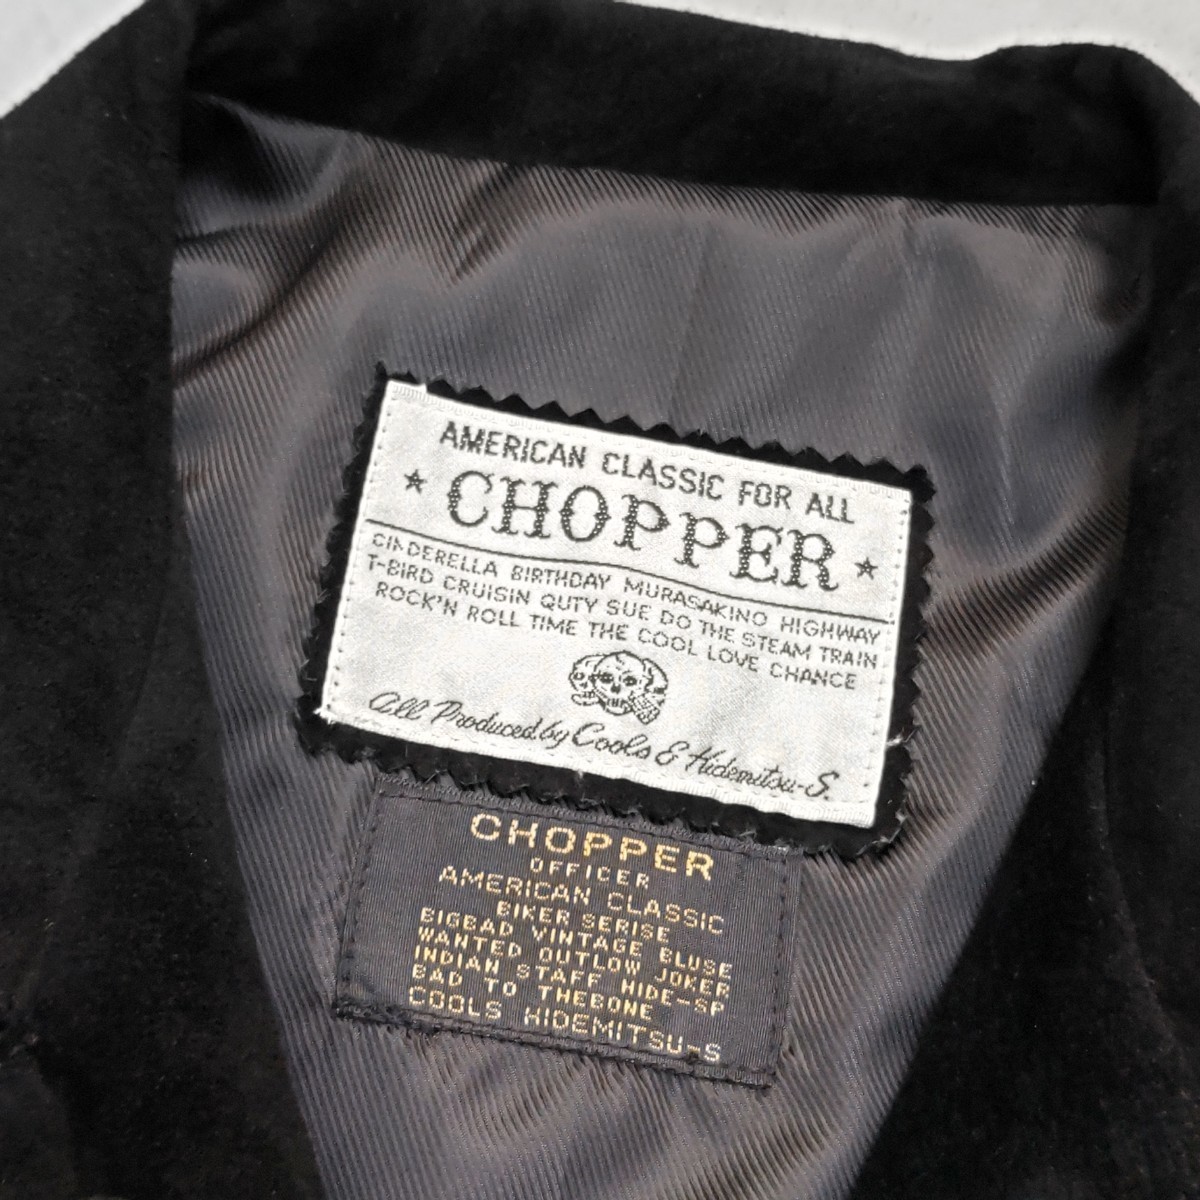 AMERICAN CLASSIC FOR ALL
★ CHOPPER ★
CINDERELLA BIRTHDAY MURASAKINO HIGHWAY
T-BIRD CRUISIN QUTY SUE DO THE STEAM TRAIN
ROCK'N ROLL TIME THE COOL LOVE CHANCE
All Produced by Cools & Hidemitsu-S.
CHOPPER
OFFICER
AMERICAN CLASSIC
BIKER SERISE
BIGBAD VINTAGE BLUSE
WANTED OUTLOW JOKER
INDIAN STAFF HIDE-SP
BAD TO THEBONE
COOLS HIDEMITSU-S